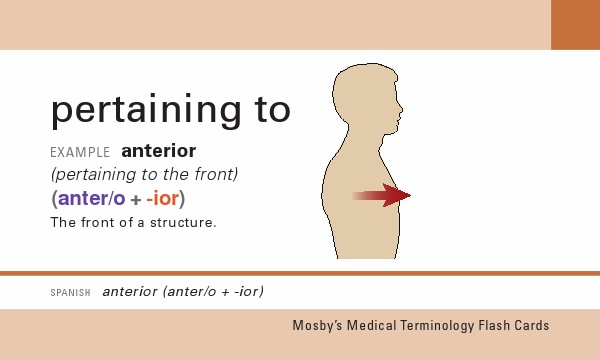 pertaining to
EXAMPLE anterior
(pertaining to the front)
(anter/o + -ior)
The front of a structure.
SPANISH anterior (anter/o + -ior)
Mosby's Medical Terminology Flash Cards